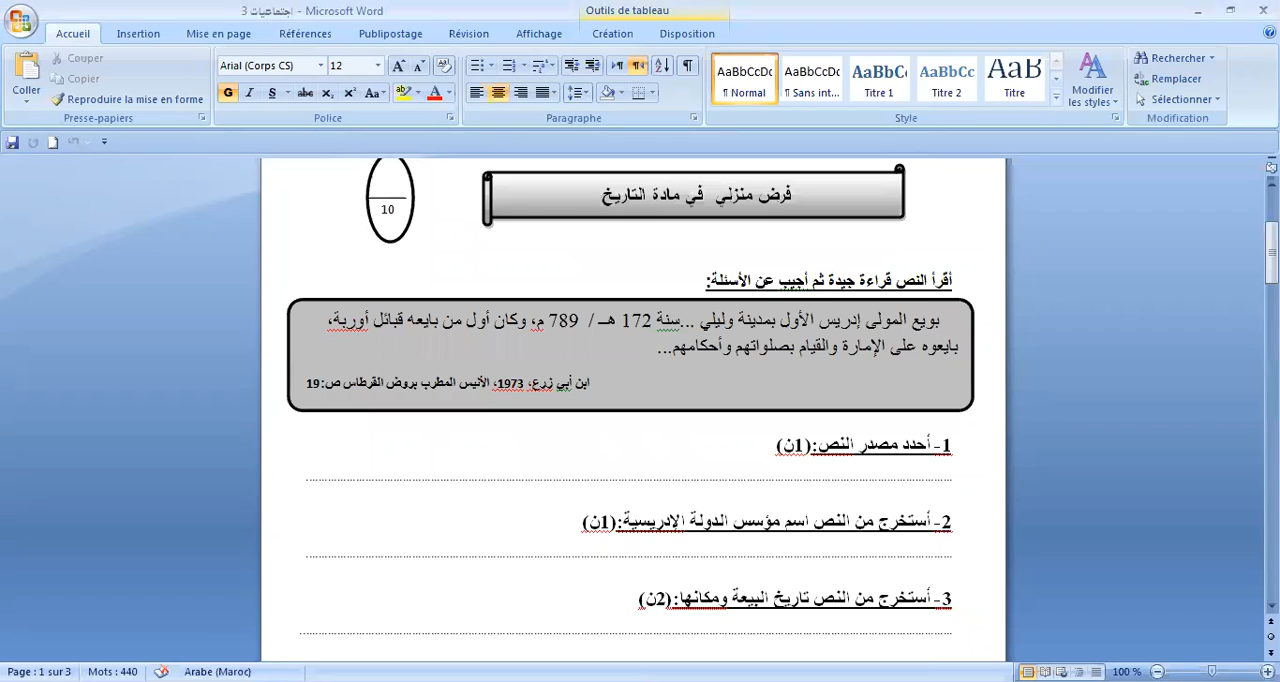 اجتماعيات 3 - Microsoft Word
Outils de tableau
Accueil Insertion Mise en page Références Publipostage Révision Affichage Création Disposition
Coller
Couper
Copier
Reproduire la mise en forme
Presse-papiers
Arial (Corps CS) 12
G I S abc X₂ X² Aa
Police
Paragraphe
AaBbCcDc AaBbCcDc AaBbC AaBbCc AaB
¶ Normal ¶ Sans int... Titre 1 Titre 2 Titre
Modifier les styles
Style
Rechercher
Remplacer
Sélectionner
Modification
فرض منزلي في مادة التاريخ
10
أقرأ النص قراءة جيدة ثم أجيب عن الأسئلة:
بويع المولى إدريس الأول بمدينة وليلي ...سنة 172 هـ / 789 م، وكان أول من بايعه قبائل أوربة،
بايعوه على الإمارة والقيام بصلواتهم وأحكامهم...
ابن أبي زرع، 1973، الأنيس المطرب بروض القرطاس ص:19
1- أحدد مصدر النص:(1ن)
2- أستخرج من النص اسم مؤسس الدولة الإدريسية:(1ن)
3- أستخرج من النص تاريخ البيعة ومكانها:(2ن)
Page : 1 sur 3 Mots : 440 Arabe (Maroc) 100 %